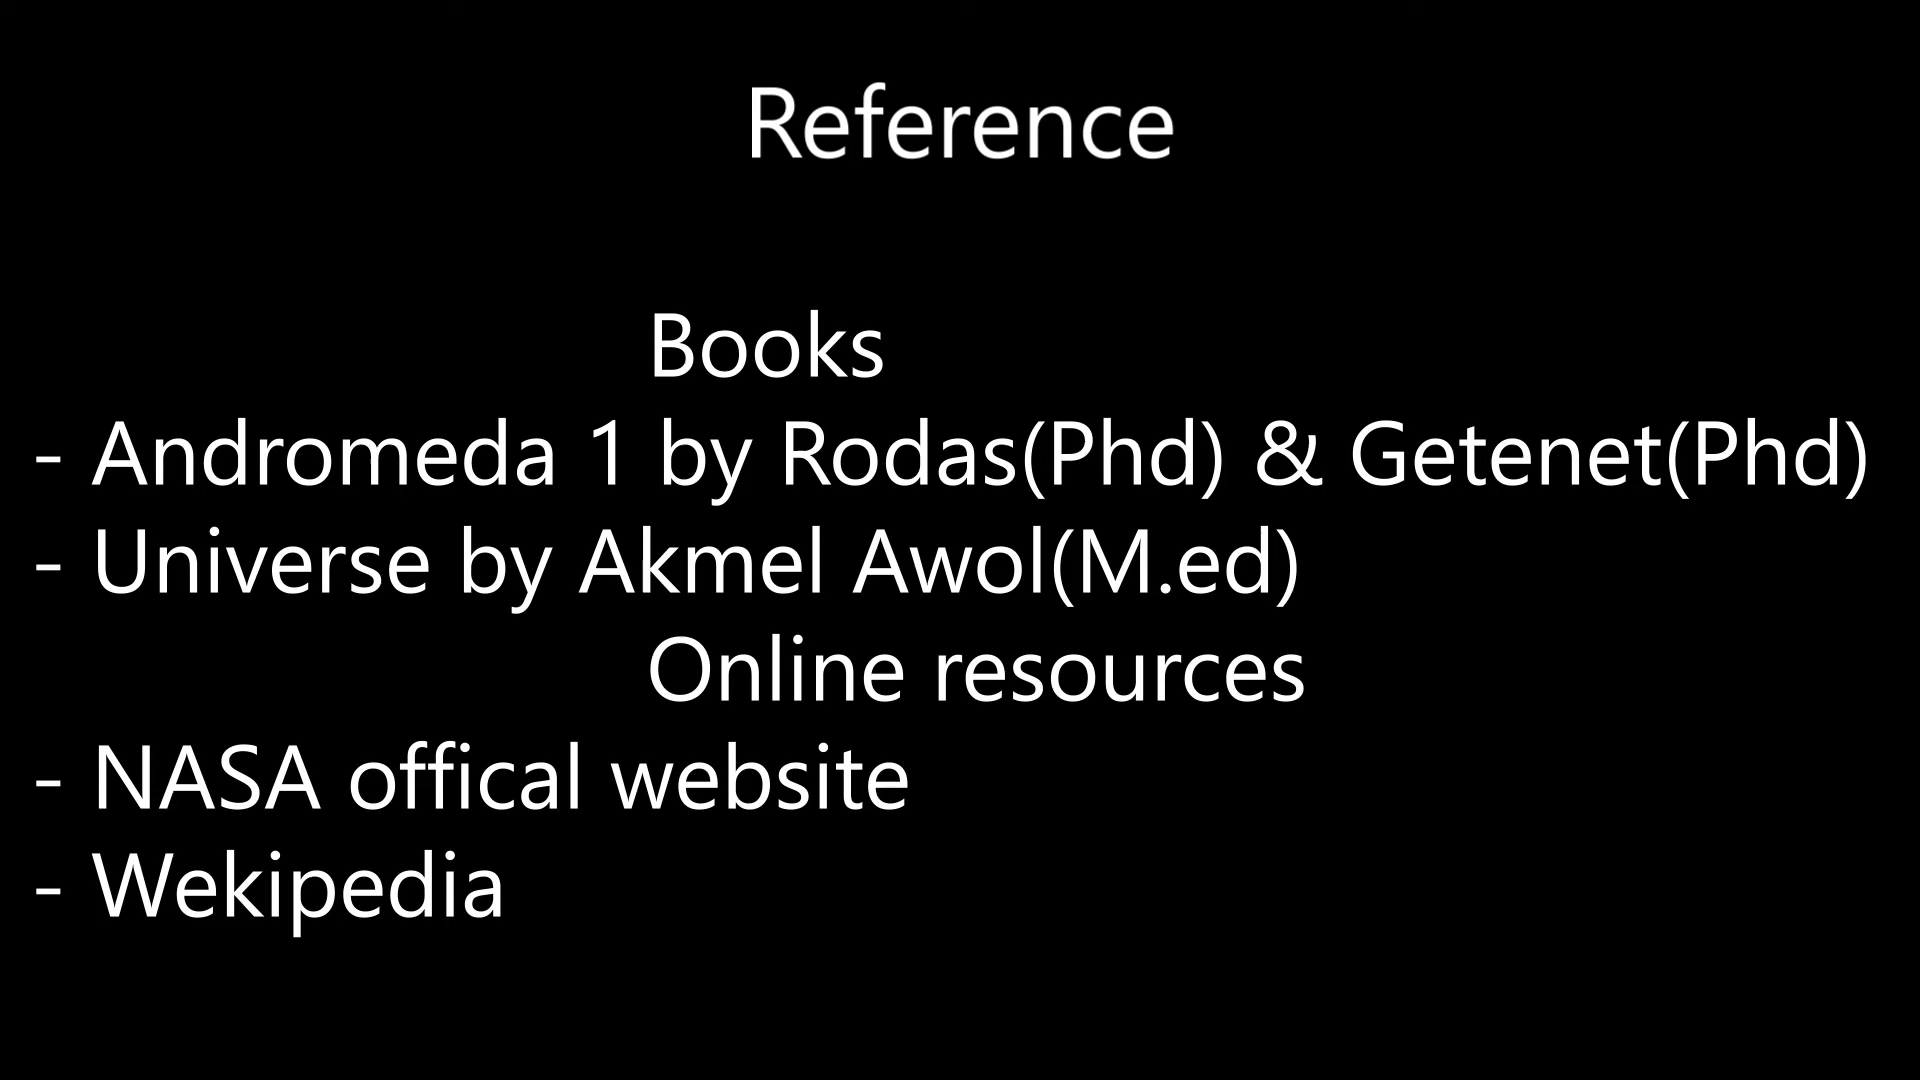 Reference
Books
- Andromeda 1 by Rodas(Phd) & Getenet(Phd)
- Universe by Akmel Awol(M.ed)
Online resources
- NASA offical website
- Wekipedia